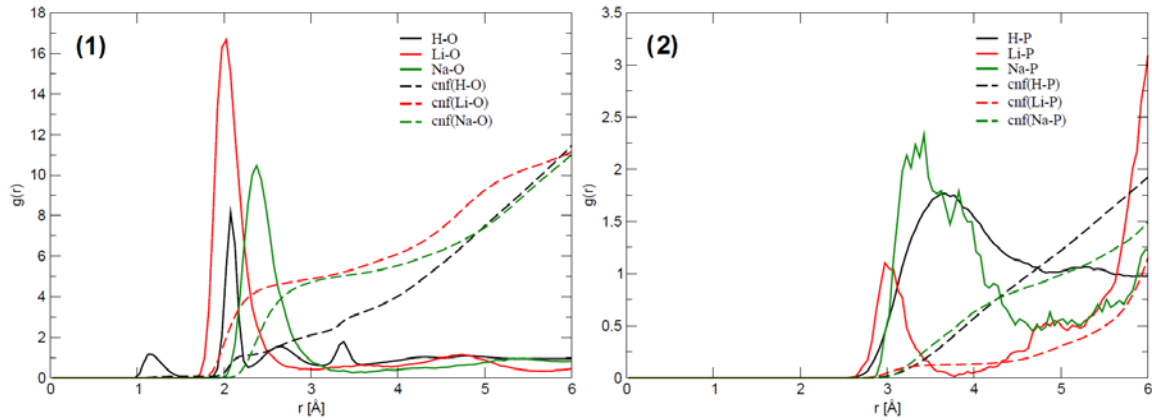 (1)
H-O
Li-O
Na-O
cnf(H-O)
cnf(Li-O)
cnf(Na-O)
18
16
14
12
10
8
6
4
2
0
g(r)
0 1 2 3 4 5 6
r [Å]
(2)
H-P
Li-P
Na-P
cnf(H-P)
cnf(Li-P)
cnf(Na-P)
3.5
3
2.5
2
1.5
1
0.5
0
g(r)
0 1 2 3 4 5 6
r [Å]